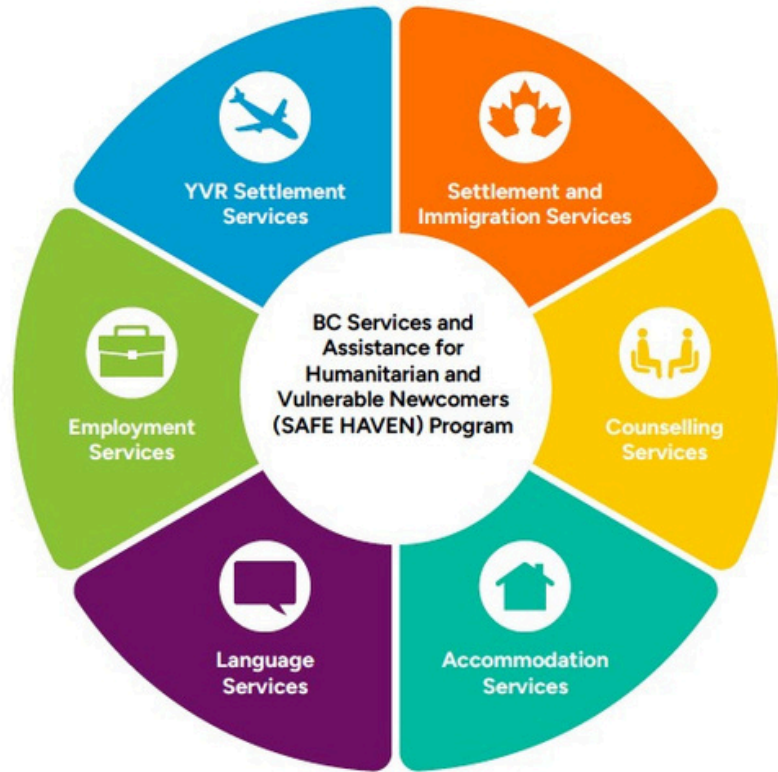 YVR Settlement
Services
Settlement and
Immigration Services
BC Services and
Assistance for
Humanitarian and
Vulnerable Newcomers
(SAFE HAVEN) Program
Employment
Services
Counselling
Services
Language
Services
Accommodation
Services